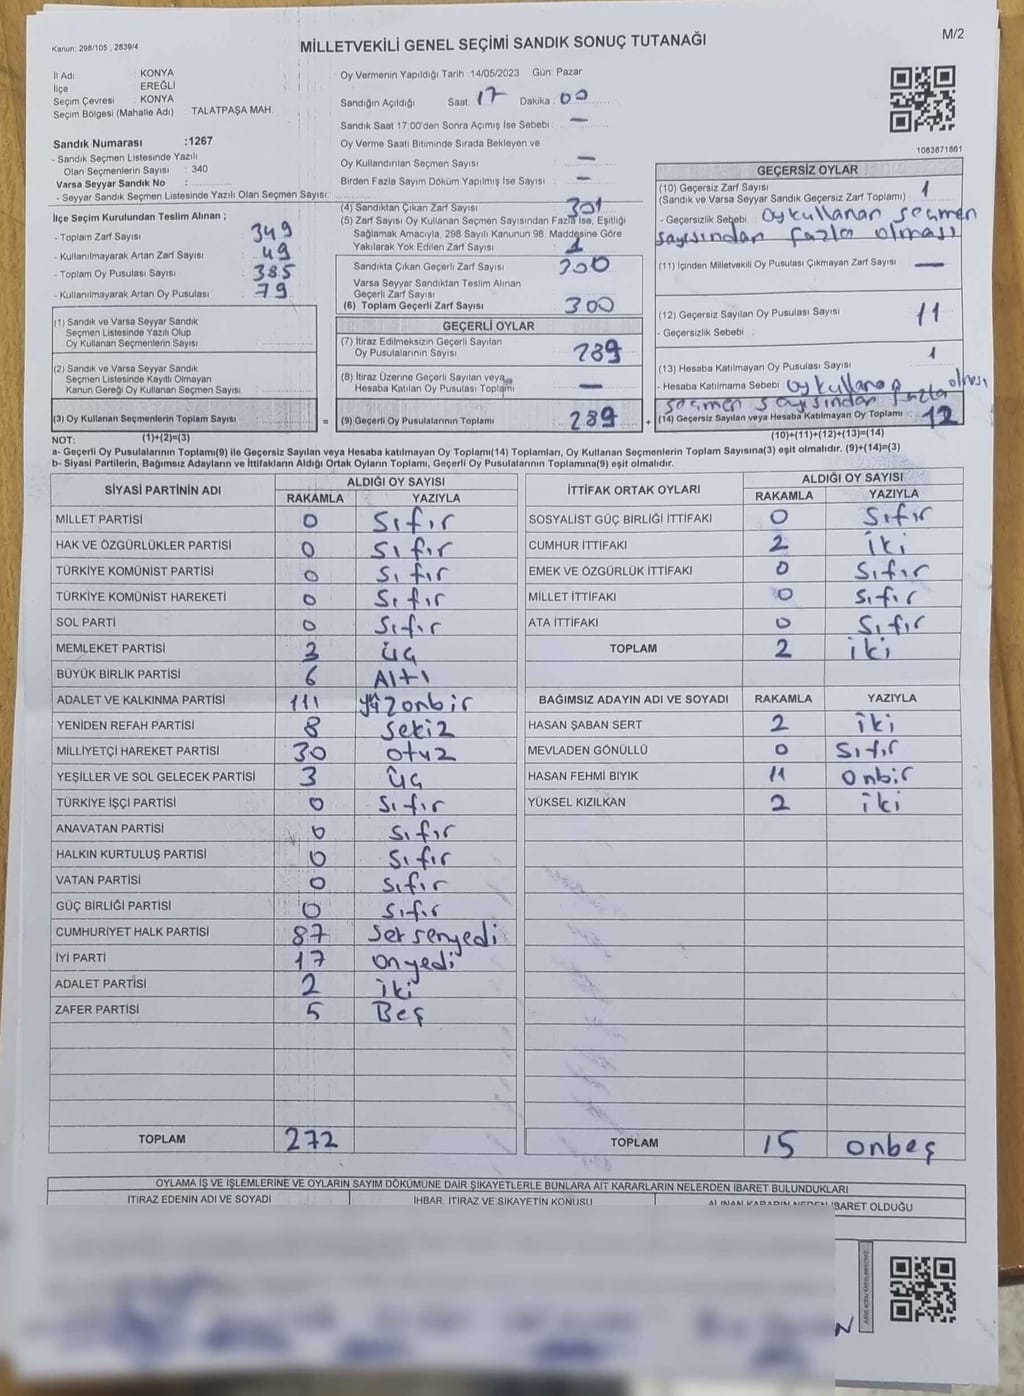 Kanun: 298/105 , 2839/4
MİLLETVEKİLİ GENEL SEÇİMİ SANDIK SONUÇ TUTANAĞI
M/2
İl Adı KONYA
İlçe EREĞLİ
Seçim Çevresi KONYA
Seçim Bölgesi (Mahalle Adı) : TALATPAŞA MAH.
Sandık Numarası :1267
- Sandık Seçmen Listesinde Yazılı
Olan Seçmenlerin Sayısı : 340
Varsa Seyyar Sandık No :
- Seyyar Sandık Seçmen Listesinde Yazılı Olan Seçmen Sayısı:
Oy Vermenin Yapıldığı Tarih :14/05/2023 Gün: Pazar
Sandığın Açıldığı Saat 17 Dakika : 00
Sandık Saat 17:00'den Sonra Açımış İse Sebebi : —
Oy Verme Saati Bitiminde Sırada Bekleyen ve
Oy Kullandırılan Seçmen Sayısı —
Birden Fazla Sayım Döküm Yapılmış İse Sayısı : —
1083671861
İlçe Seçim Kurulundan Teslim Alınan ;
- Toplam Zarf Sayısı 349
- Kullanılmayarak Artan Zarf Sayısı : 49
- Toplam Oy Pusulası Sayısı : 385
- Kullanılmayarak Artan Oy Pusulası : 79
(4) Sandıktan Çıkan Zarf Sayısı 301
(5) Zarf Sayısı Oy Kullanan Seçmen Sayısından Fazla İse, Eşitliği
Sağlamak Amacıyla, 298 Sayılı Kanunun 98. Maddesine Göre
Yakılarak Yok Edilen Zarf Sayısı 1
Sandıkta Çıkan Geçerli Zarf Sayısı 300
Varsa Seyyar Sandıktan Teslim Alınan
Geçerli Zarf Sayısı
(6) Toplam Geçerli Zarf Sayısı 300
GEÇERSİZ OYLAR
(10) Geçersiz Zarf Sayısı
(Sandık ve Varsa Seyyar Sandık Geçersiz Zarf Toplamı) : 1
- Geçersizlik Sebebi : oy kullanan seçmen
sayısından fazla olması
(11) İçinden Milletvekili Oy Pusulası Çıkmayan Zarf Sayısı —
(12) Geçersiz Sayılan Oy Pusulası Sayısı : 11
- Geçersizlik Sebebi :
(13) Hesaba Katılmayan Oy Pusulası Sayısı 1
- Hesaba Katılmama Sebebi : oy kullanan
seçmen sayısından fazla olması
(14) Geçersiz Sayılan veya Hesaba Katılmayan Oy Toplamı : 12
(10)+(11)+(12)+(13)=(14)
(1) Sandık ve Varsa Seyyar Sandık
Seçmen Listesinde Yazılı Olup
Oy Kullanan Seçmenlerin Sayısı
(2) Sandık ve Varsa Seyyar Sandık
Seçmen Listesinde Kayıtlı Olmayan
Kanun Gereği Oy Kullanan Seçmen Sayısı
(3) Oy Kullanan Seçmenlerin Toplam Sayısı =
GEÇERLİ OYLAR
(7) İtiraz Edilmeksizin Geçerli Sayılan
Oy Pusulalarının Sayısı 289
(8) İtiraz Üzerine Geçerli Sayılan veya
Hesaba Katılan Oy Pusulası Toplamı —
(9) Geçerli Oy Pusulalarının Toplamı 289 +
NOT: (1)+(2)=(3)
a- Geçerli Oy Pusulasının Toplamı(9) ile Geçersiz Sayılan veya Hesaba katılmayan Oy Toplamı(14) Toplamları, Oy Kullanan Seçmenlerin Toplam Sayısına(3) eşit olmalıdır. (9)+(14)=(3)
b- Siyasi Partilerin, Bağımsız Adayların ve İttifakların Aldığı Ortak Oyların Toplamı, Geçerli Oy Pusulalarının Toplamına(9) eşit olmalıdır.
SİYASİ PARTİNİN ADI ALDIĞI OY SAYISI
RAKAMLA YAZIYLA
MİLLET PARTİSİ 0 Sıfır
HAK VE ÖZGÜRLÜKLER PARTİSİ 0 Sıfır
TÜRKİYE KOMÜNİST PARTİSİ 0 Sıfır
TÜRKİYE KOMÜNİST HAREKETİ 0 Sıfır
SOL PARTİ 0 Sıfır
MEMLEKET PARTİSİ 3 üç
BÜYÜK BİRLİK PARTİSİ 6 Altı
ADALET VE KALKINMA PARTİSİ 111 yüzonbir
YENİDEN REFAH PARTİSİ 8 sekiz
MİLLİYETÇİ HAREKET PARTİSİ 30 otuz
YEŞİLLER VE SOL GELECEK PARTİSİ 3 üç
TÜRKİYE İŞÇİ PARTİSİ 0 Sıfır
ANAVATAN PARTİSİ 0 Sıfır
HALKIN KURTULUŞ PARTİSİ 0 Sıfır
VATAN PARTİSİ 0 Sıfır
GÜÇ BİRLİĞİ PARTİSİ 0 Sıfır
CUMHURİYET HALK PARTİSİ 87 seksenyedi
İYİ PARTİ 17 onyedi
ADALET PARTİSİ 2 iki
ZAFER PARTİSİ 5 Beş
TOPLAM 272
İTTİFAK ORTAK OYLARI ALDIĞI OY SAYISI
RAKAMLA YAZIYLA
SOSYALİST GÜÇ BİRLİĞİ İTTİFAKI 0 Sıfır
CUMHUR İTTİFAKI 2 iki
EMEK VE ÖZGÜRLÜK İTTİFAKI 0 Sıfır
MİLLET İTTİFAKI 0 Sıfır
ATA İTTİFAKI 0 Sıfır
TOPLAM 2 iki
BAĞIMSIZ ADAYIN ADI VE SOYADI RAKAMLA YAZIYLA
HASAN ŞABAN SERT 2 iki
MEVLADEN GÖNÜLLÜ 0 Sıfır
HASAN FEHMİ BIYIK 11 onbir
YÜKSEL KIZILKAN 2 iki
TOPLAM 15 onbeş
OYLAMA İŞ VE İŞLEMLERİNE VE OYLARIN SAYIM DÖKÜMÜNE DAİR ŞİKAYETLERLE BUNLARA AİT KARARLARIN NELERDEN İBARET BULUNDUKLARI
İTİRAZ EDENİN ADI VE SOYADI İHBAR, İTİRAZ VE ŞİKAYETİN KONUSU ALINAN KARARIN NEDEN İBARET OLDUĞU